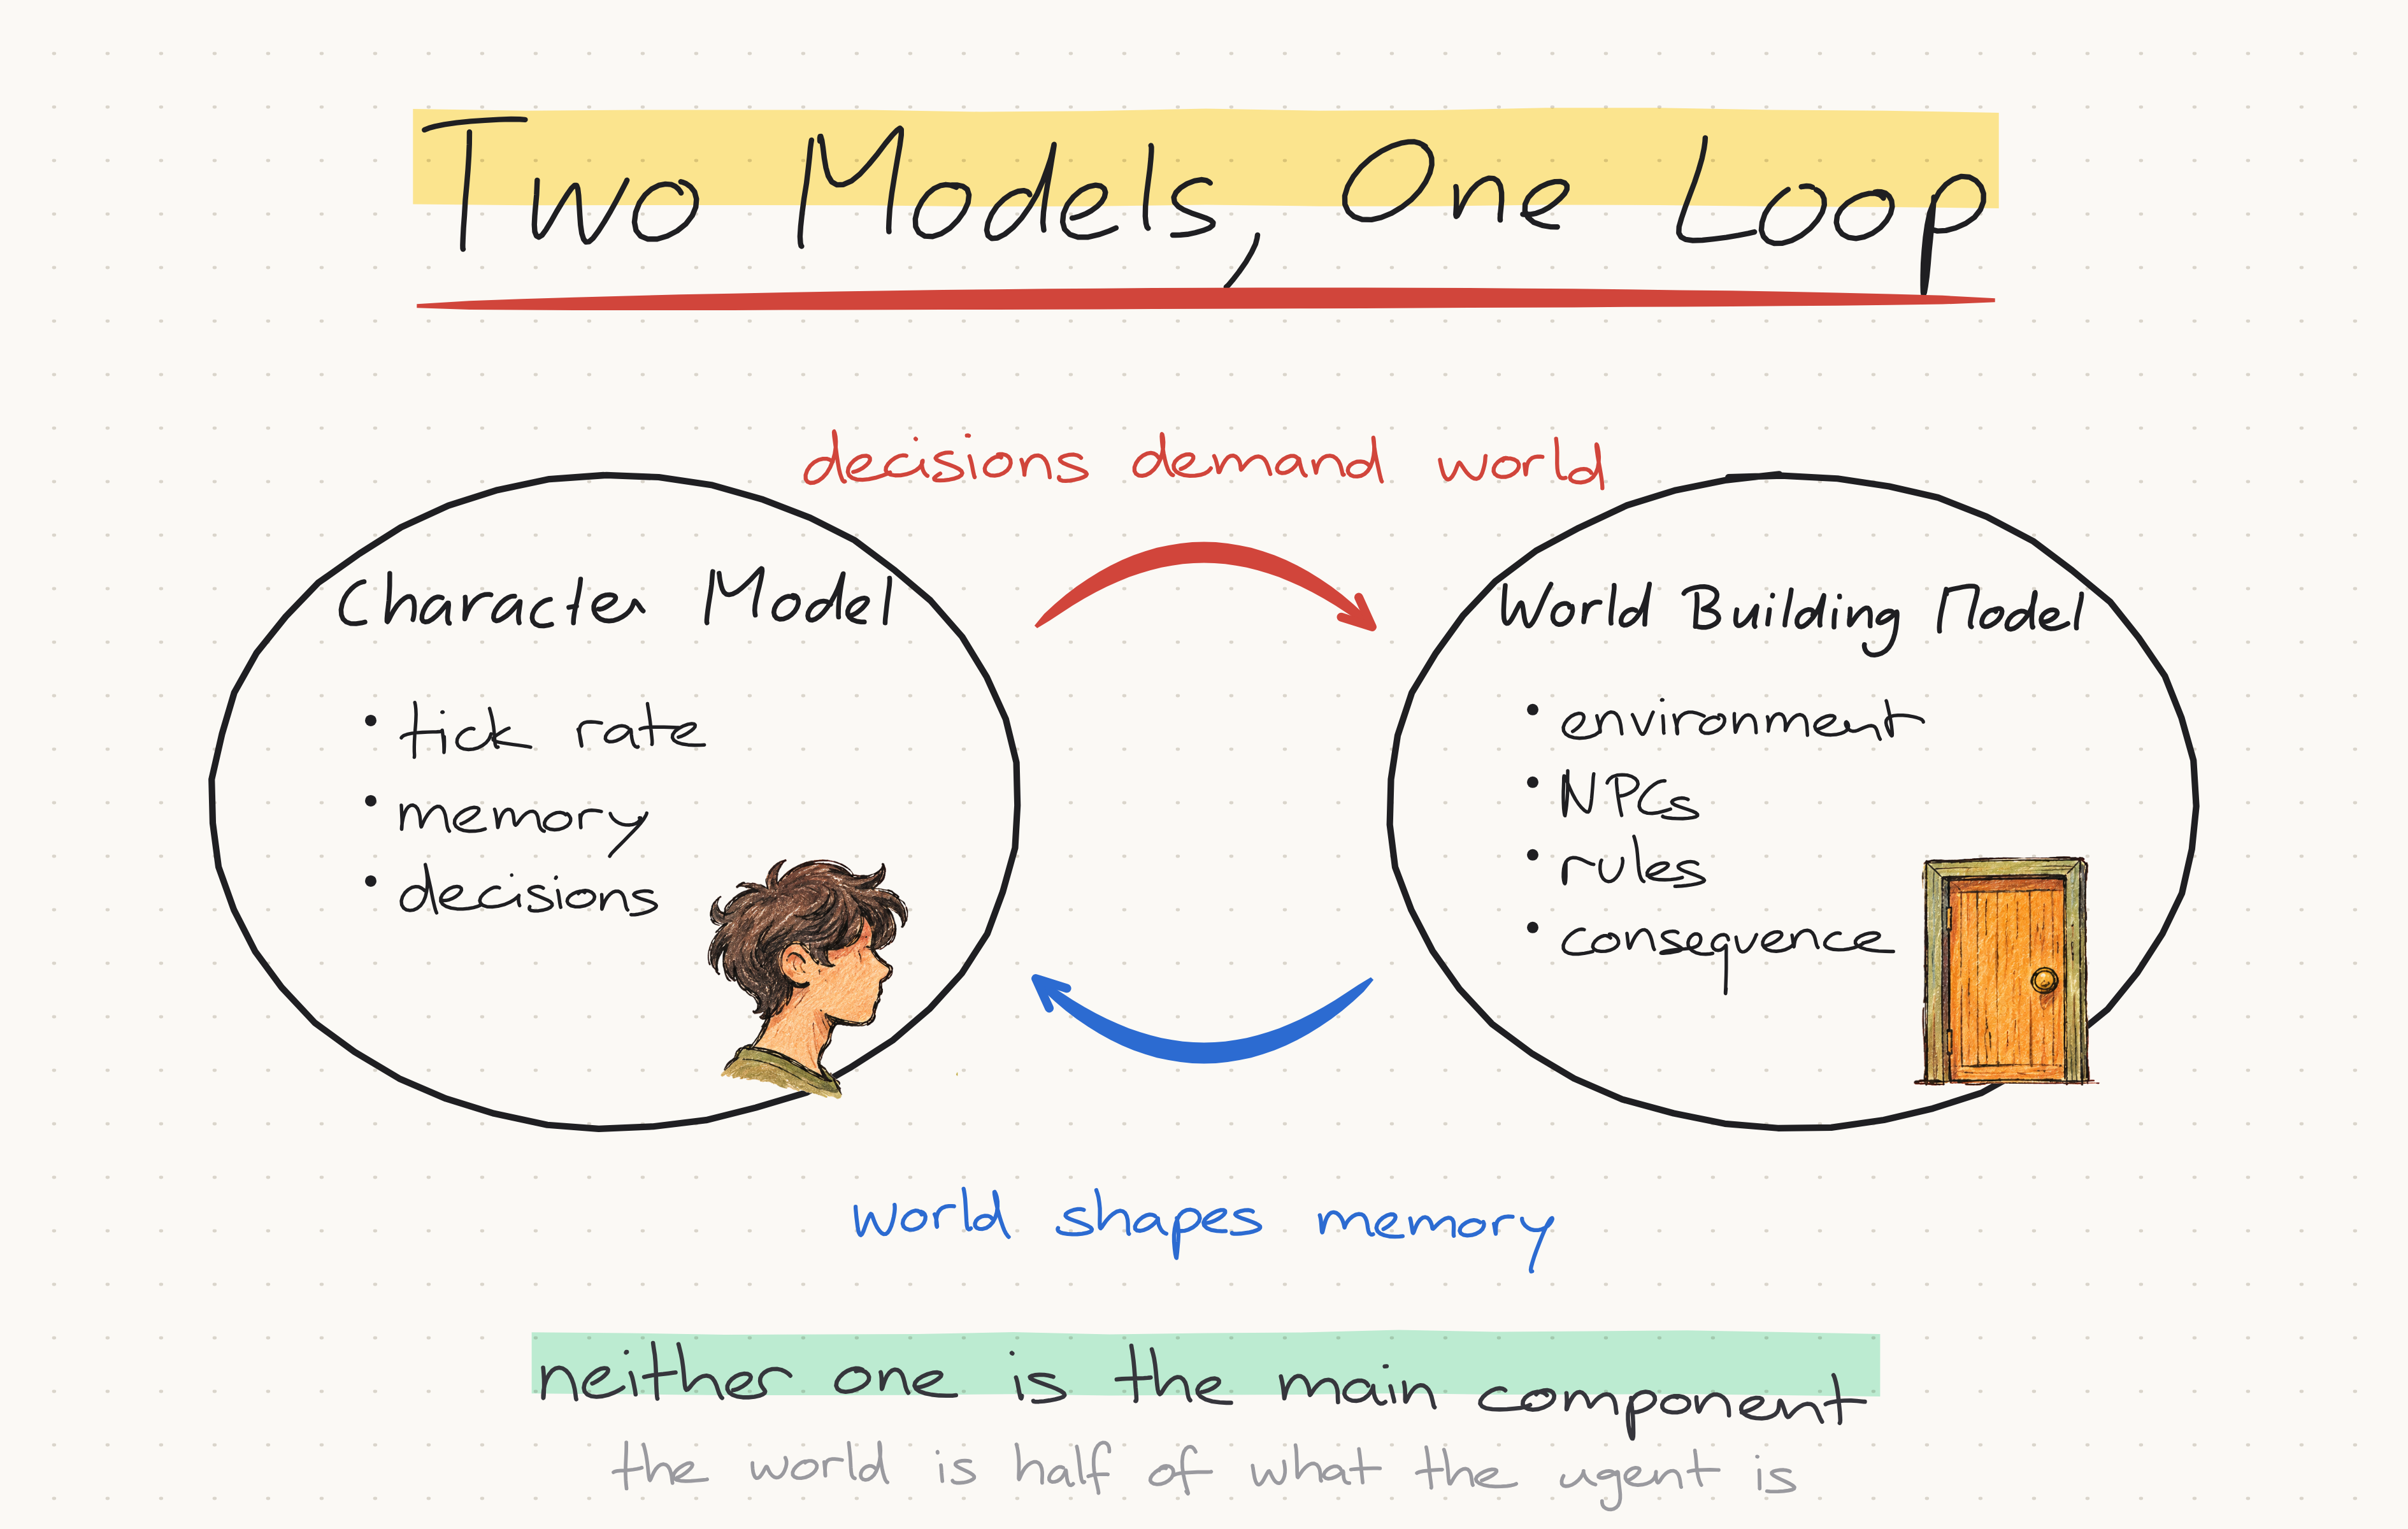 Two Models, One Loop
decisions demand world
Character Model
• tick rate
• memory
• decisions
World Building Model
• environment
• NPCs
• rules
• consequence
world shapes memory
neither one is the main component
the world is half of what the agent is